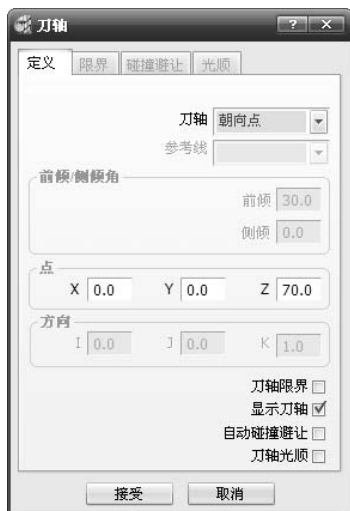 刀轴
定义 限界 碰撞避让 光顺
刀轴 朝向点
参考线
前倾/侧倾角
前倾 30.0
侧倾 0.0
点
X 0.0 Y 0.0 Z 70.0
方向
I 0.0 J 0.0 K 1.0
刀轴限界
显示刀轴
自动碰撞避让
刀轴光顺
接受 取消